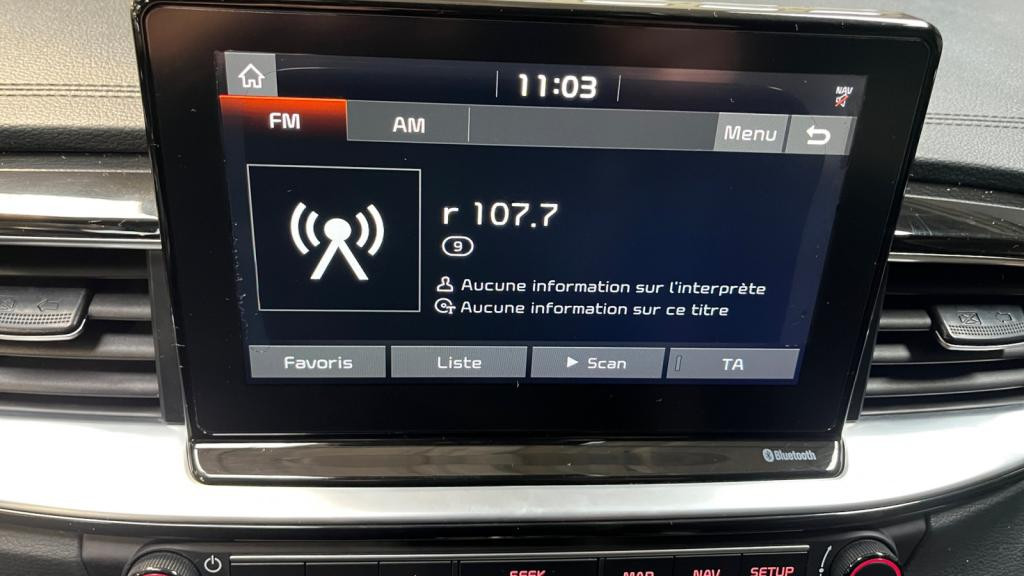 11:03
NAV
FM AM Menu
r 107.7
9
Aucune information sur l'interprète
Aucune information sur ce titre
Favoris Liste Scan TA
Bluetooth
SEEK MAP NAV SETUP